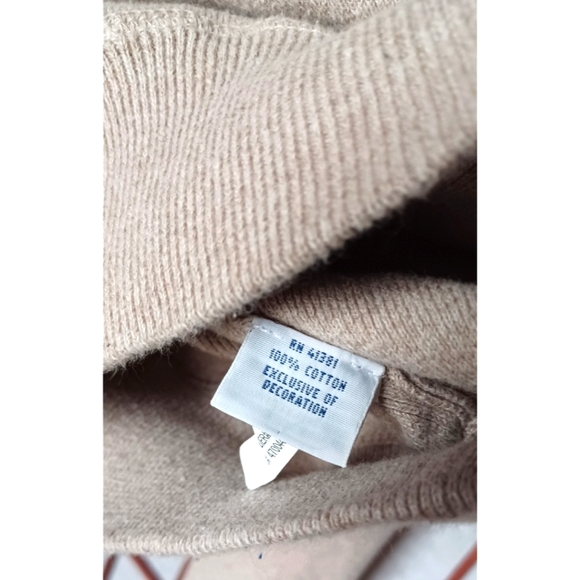 RN 41381
100% COTTON
EXCLUSIVE OF
DECORATION